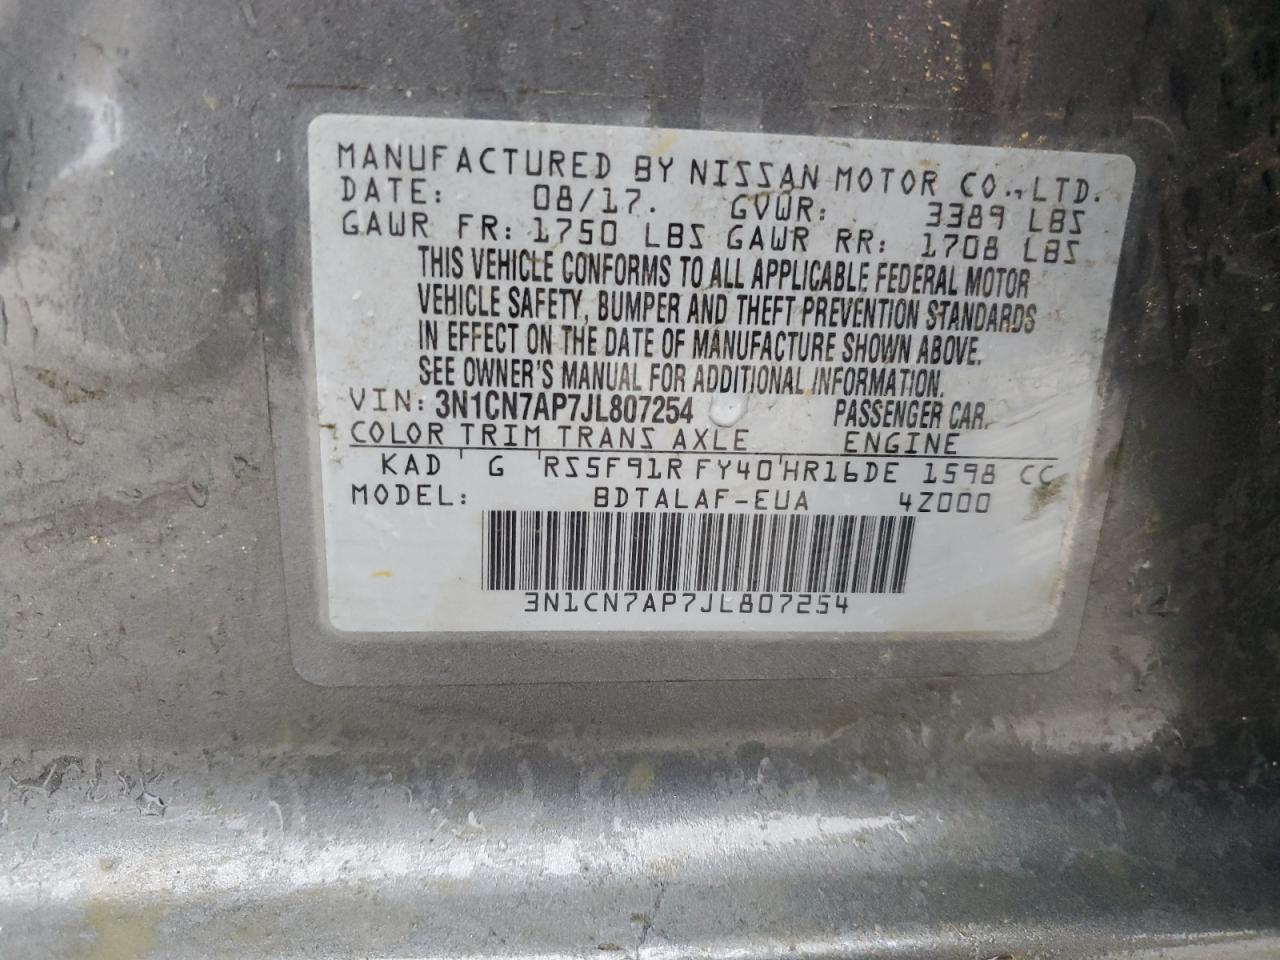 MANUFACTURED BY NISSAN MOTOR CO., LTD.
DATE: 08/17. GVWR: 3389 LBS
GAWR FR: 1750 LBS GAWR RR: 1708 LBS
THIS VEHICLE CONFORMS TO ALL APPLICABLE FEDERAL MOTOR
VEHICLE SAFETY, BUMPER AND THEFT PREVENTION STANDARDS
IN EFFECT ON THE DATE OF MANUFACTURE SHOWN ABOVE.
SEE OWNER'S MANUAL FOR ADDITIONAL INFORMATION.
VIN: 3N1CN7AP7JL807254 PASSENGER CAR.
COLOR TRIM TRANS AXLE ENGINE
KAD ' G ' RS5F91R FY40 ' HR16DE 1598 CC
MODEL: BDTALAF-EUA 4Z000
3N1CN7AP7JL807254